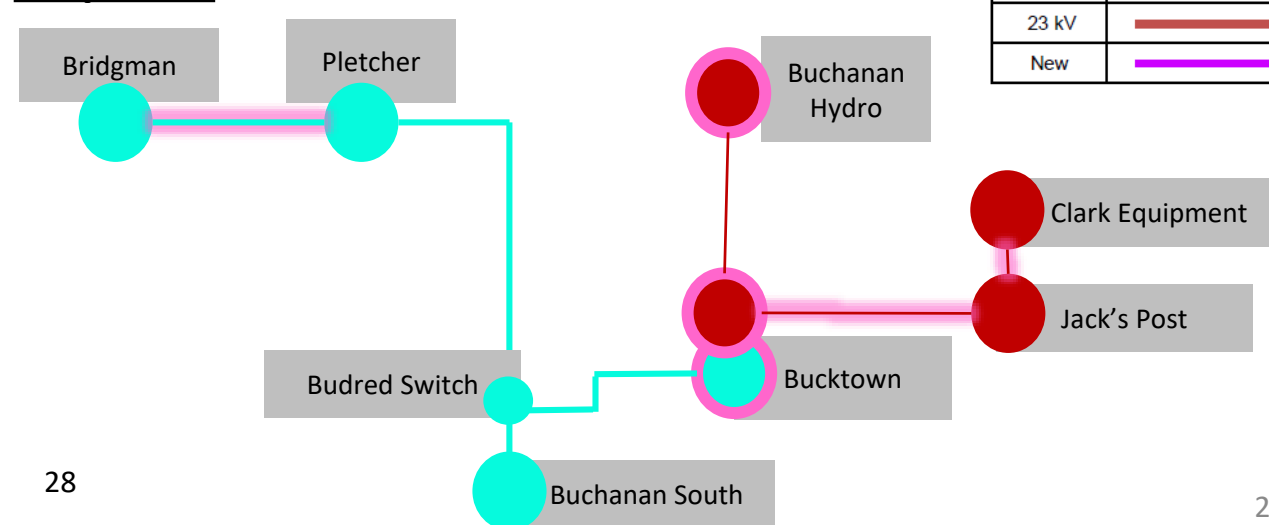 23 kV
New
Bridgman
Pletcher
Buchanan
Hydro
Clark Equipment
Jack's Post
Budred Switch
Bucktown
Buchanan South
28
2